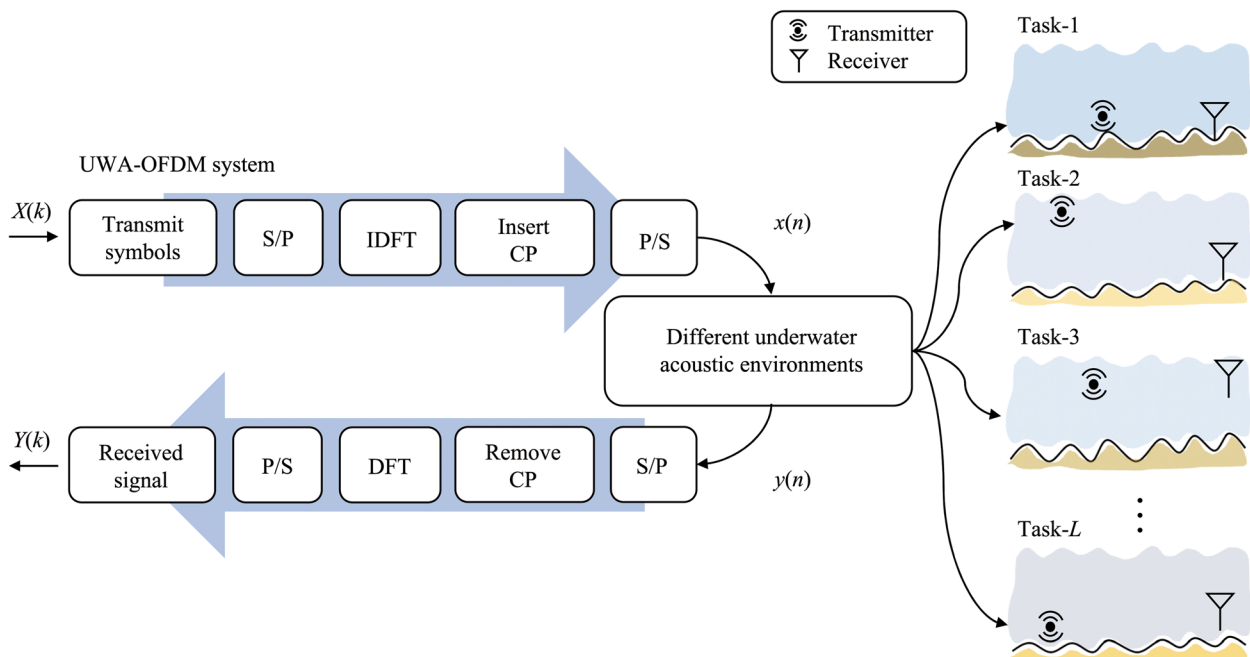 Transmitter
Receiver
UWA-OFDM system
X(k)
Transmit
symbols
S/P
IDFT
Insert
CP
P/S
x(n)
Different underwater
acoustic environments
Y(k)
Received
signal
P/S
DFT
Remove
CP
S/P
y(n)
Task-1
Task-2
Task-3
Task-L